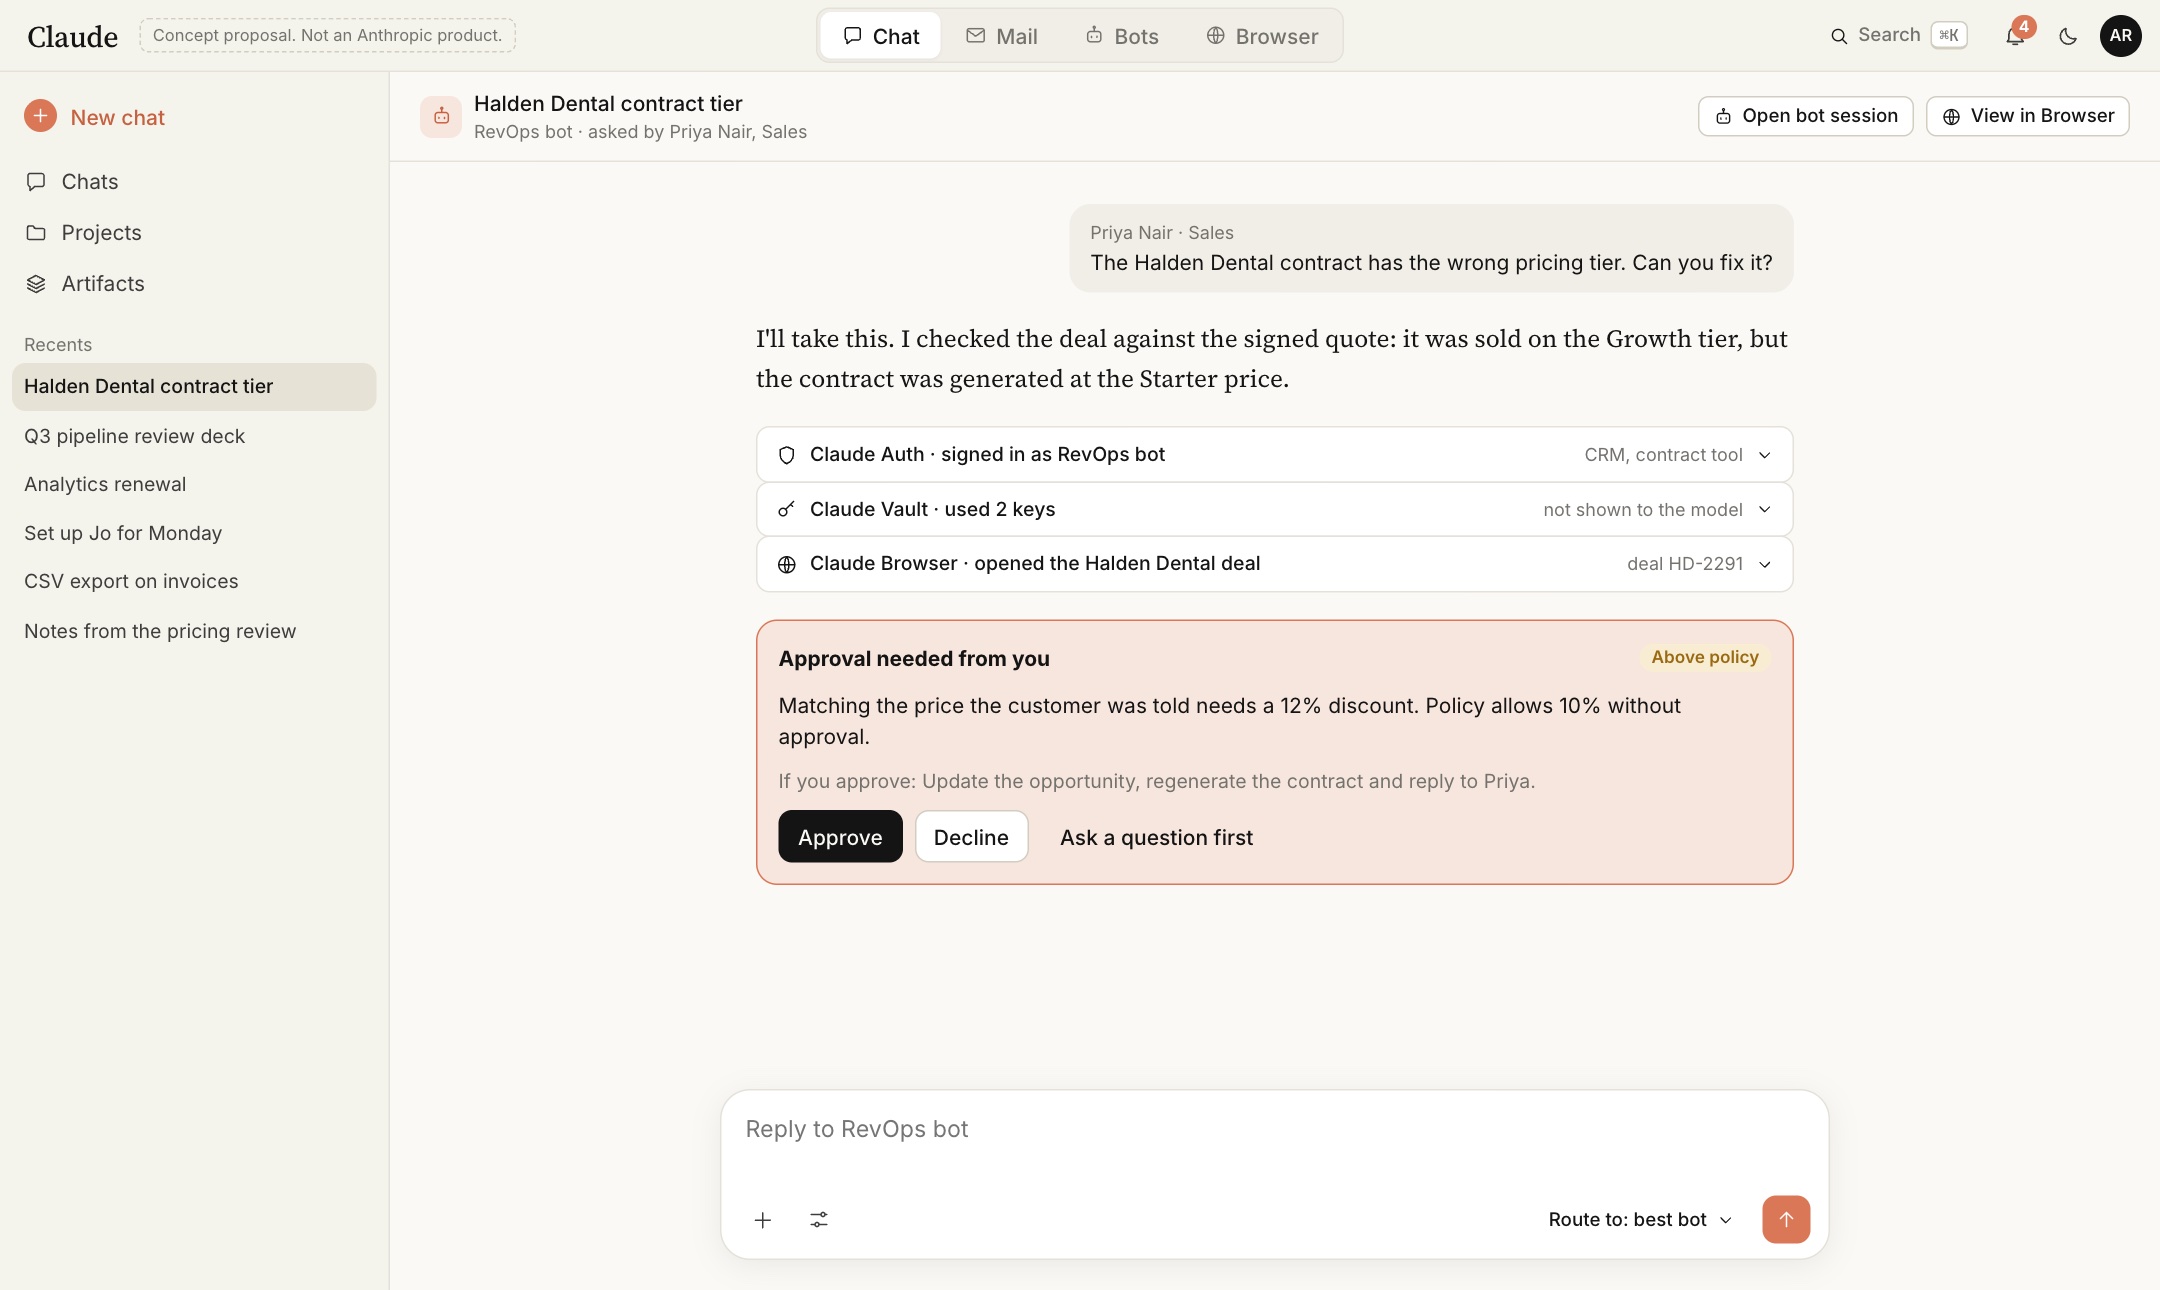 Claude
Concept proposal. Not an Anthropic product.
Chat
Mail
Bots
Browser
Search
⌘K
4
AR
New chat
Chats
Projects
Artifacts
Recents
Halden Dental contract tier
Q3 pipeline review deck
Analytics renewal
Set up Jo for Monday
CSV export on invoices
Notes from the pricing review
Halden Dental contract tier
RevOps bot · asked by Priya Nair, Sales
Open bot session
View in Browser
Priya Nair · Sales
The Halden Dental contract has the wrong pricing tier. Can you fix it?
I'll take this. I checked the deal against the signed quote: it was sold on the Growth tier, but
the contract was generated at the Starter price.
Claude Auth · signed in as RevOps bot
CRM, contract tool
Claude Vault · used 2 keys
not shown to the model
Claude Browser · opened the Halden Dental deal
deal HD-2291
Approval needed from you
Above policy
Matching the price the customer was told needs a 12% discount. Policy allows 10% without
approval.
If you approve: Update the opportunity, regenerate the contract and reply to Priya.
Approve
Decline
Ask a question first
Reply to RevOps bot
Route to: best bot